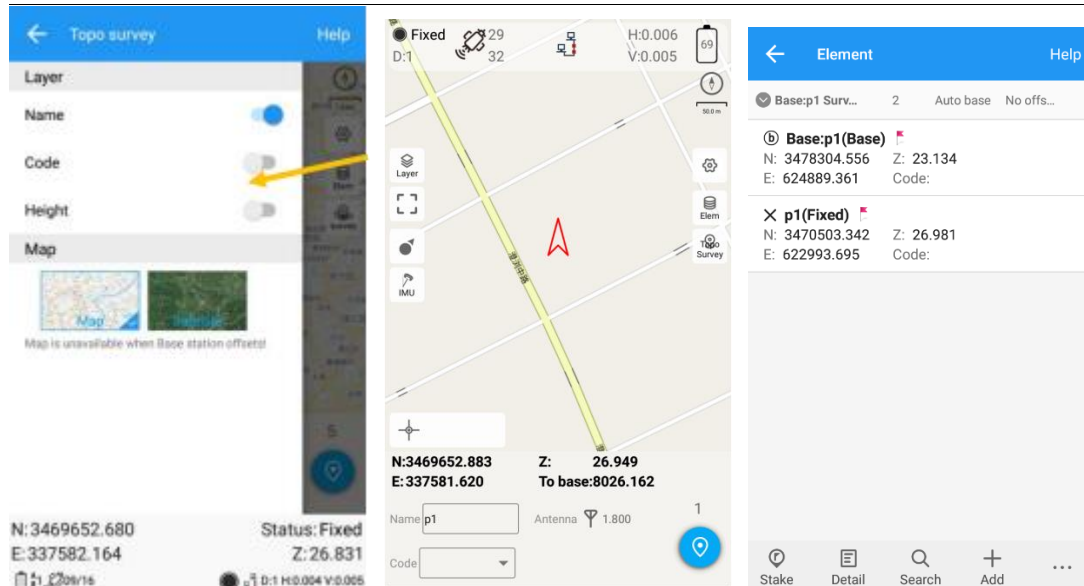 Topo survey Help
Layer
Name
Code
Height
Map
Map
Map is unavailable when Base station offsets!
N:3469652.680 Status:Fixed
E:337582.164 Z:26.831
D:1 H:0.004 V:0.005
Fixed 29 H:0.006 69
D:1 32 V:0.005
50.0 m
Layer
Elem
Topo
Survey
IMU
N:3469652.883 Z: 26.949
E:337581.620 To base:8026.162
Name p1 Antenna 1.800 1
Code
Element Help
Base:p1 Surv... 2 Auto base No offs...
b Base:p1(Base)
N: 3478304.556 Z: 23.134
E: 624889.361 Code:
p1(Fixed)
N: 3470503.342 Z: 26.981
E: 622993.695 Code:
Stake Detail Search Add ...